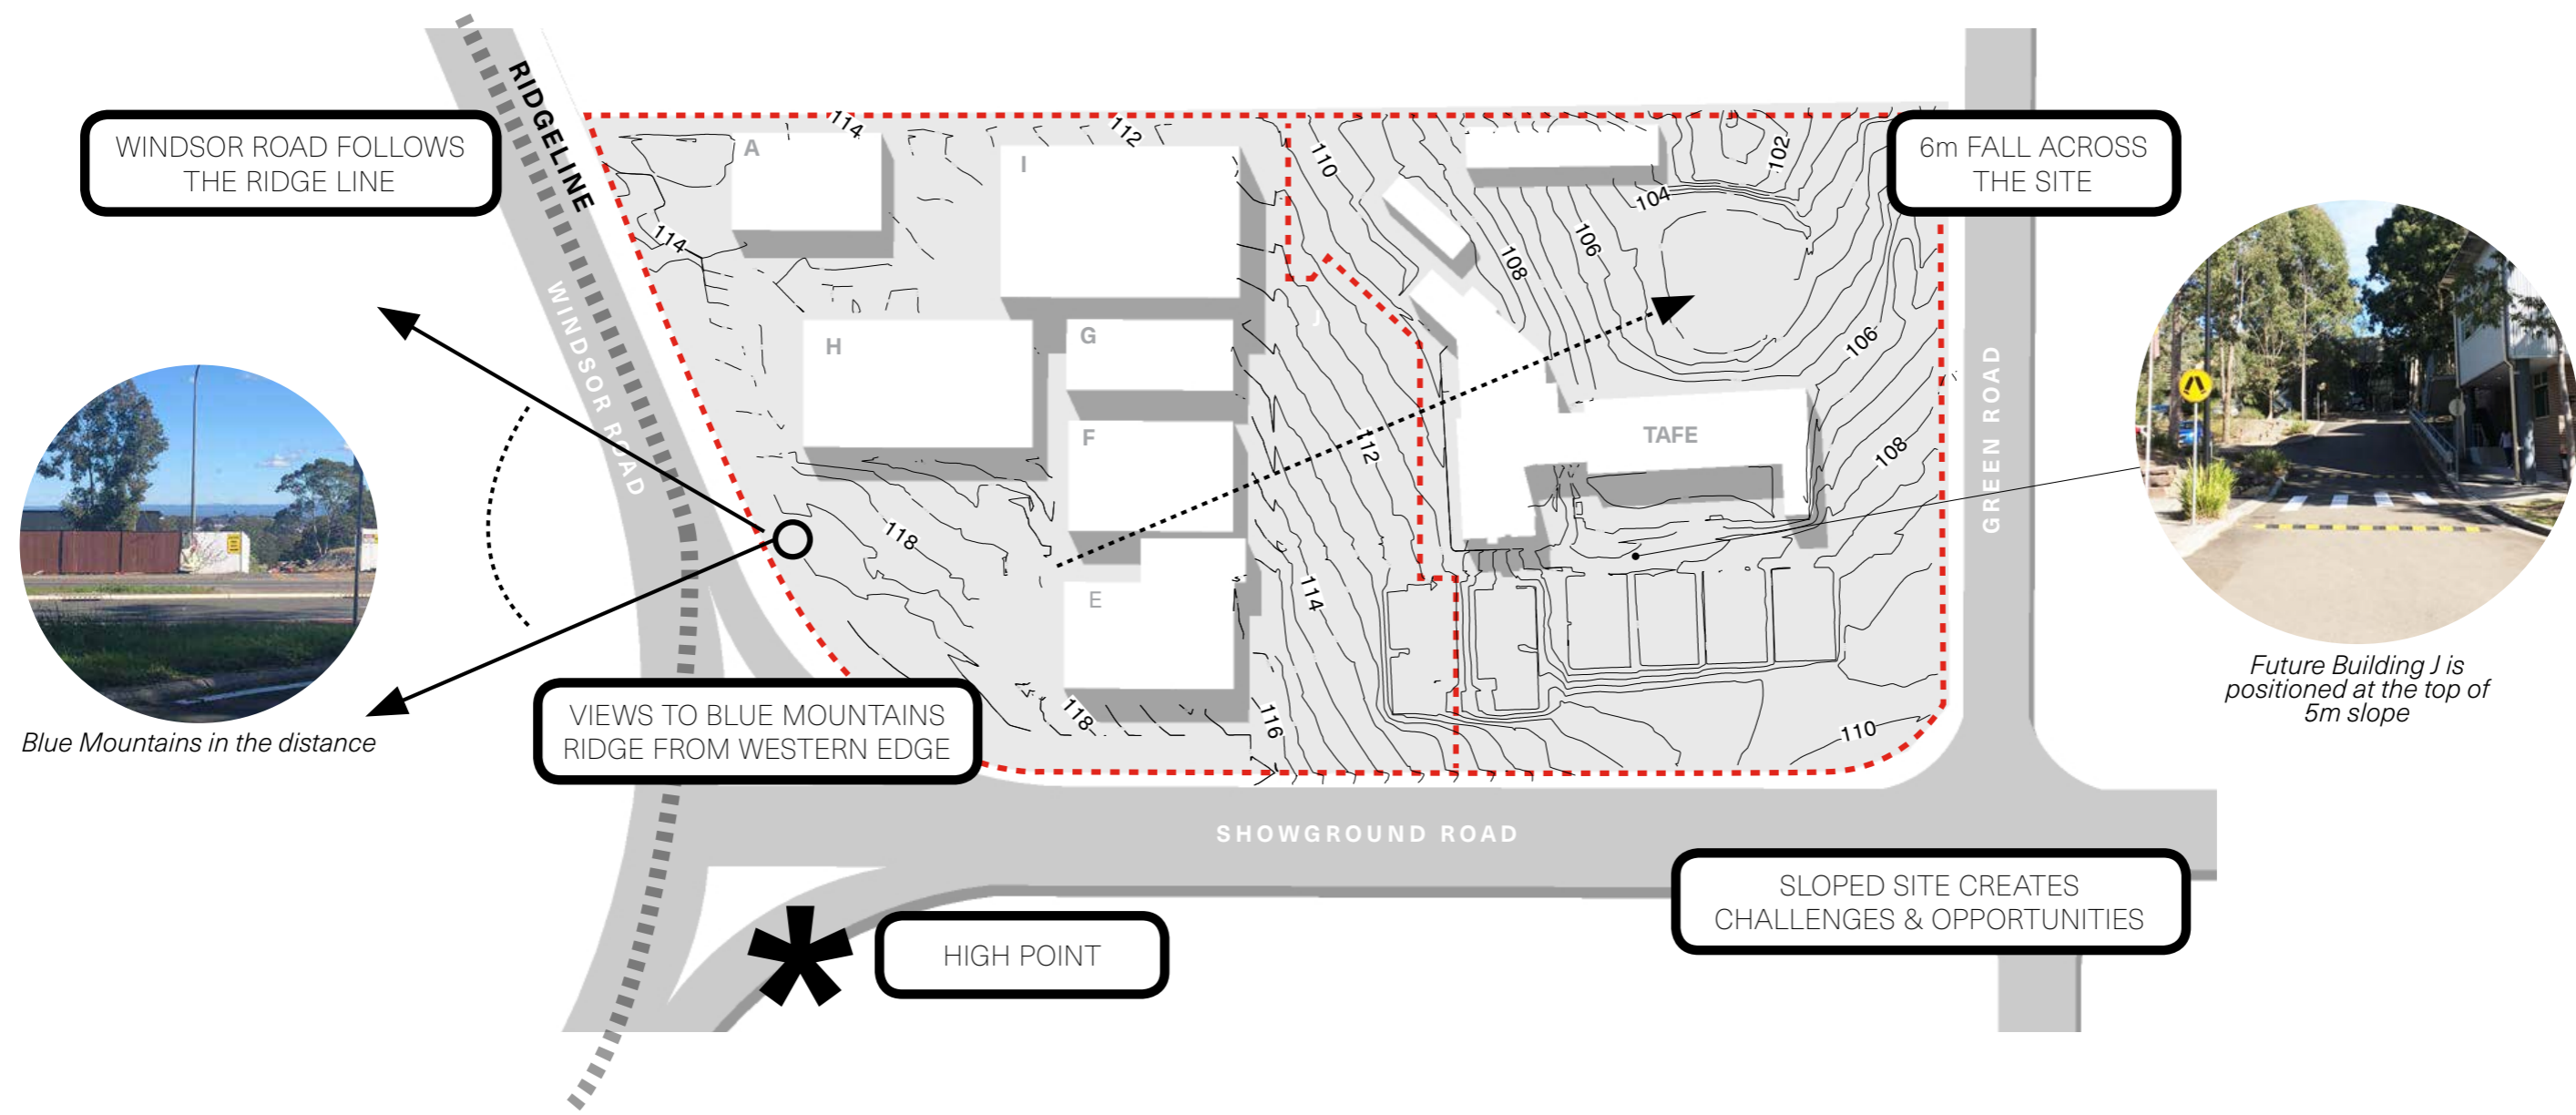 RIDGELINE
WINDSOR ROAD FOLLOWS
THE RIDGE LINE
6m FALL ACROSS
THE SITE
114
112
110
102
J
A
I
104
114
106
108
WINDSOR ROAD
H
G
J
106
GREEN ROAD
F
112
TAFE
108
118
E
114
Blue Mountains in the distance
Future Building J is
positioned at the top of
5m slope
VIEWS TO BLUE MOUNTAINS
RIDGE FROM WESTERN EDGE
118
116
110
SHOWGROUND ROAD
SLOPED SITE CREATES
CHALLENGES & OPPORTUNITIES
HIGH POINT